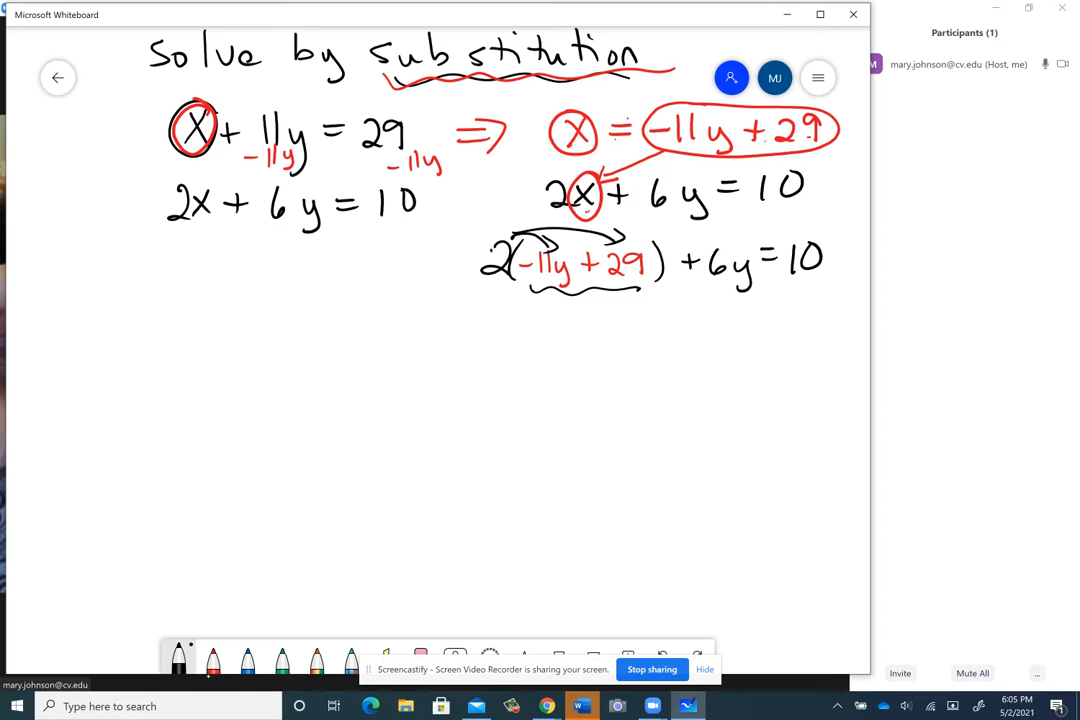 Microsoft Whiteboard
Participants (1)
solve by substitution
MJ
M mary.johnson@cv.edu (Host, me)
x + 11y = 29 ⇒ x = -11y + 29
-11y -11y
2x + 6y = 10 2x + 6y = 10
2(-11y + 29) + 6y = 10
Screencastify - Screen Video Recorder is sharing your screen. Stop sharing Hide
Invite Mute All ...
mary.johnson@cv.edu
Type here to search
6:05 PM
5/2/2021